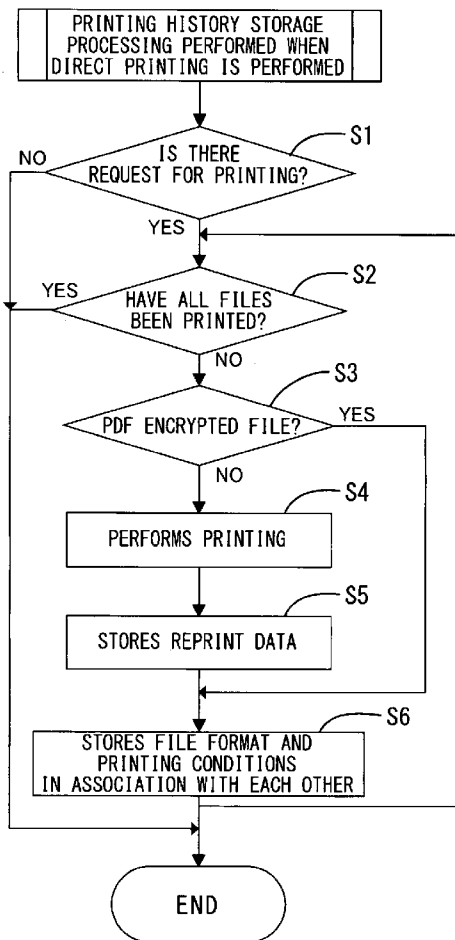 PRINTING HISTORY STORAGE
PROCESSING PERFORMED WHEN
DIRECT PRINTING IS PERFORMED
S1
NO
IS THERE
REQUEST FOR PRINTING?
YES
S2
YES
HAVE ALL FILES
BEEN PRINTED?
NO
S3
PDF ENCRYPTED FILE?
YES
NO
S4
PERFORMS PRINTING
S5
STORES REPRINT DATA
S6
STORES FILE FORMAT AND
PRINTING CONDITIONS
IN ASSOCIATION WITH EACH OTHER
END